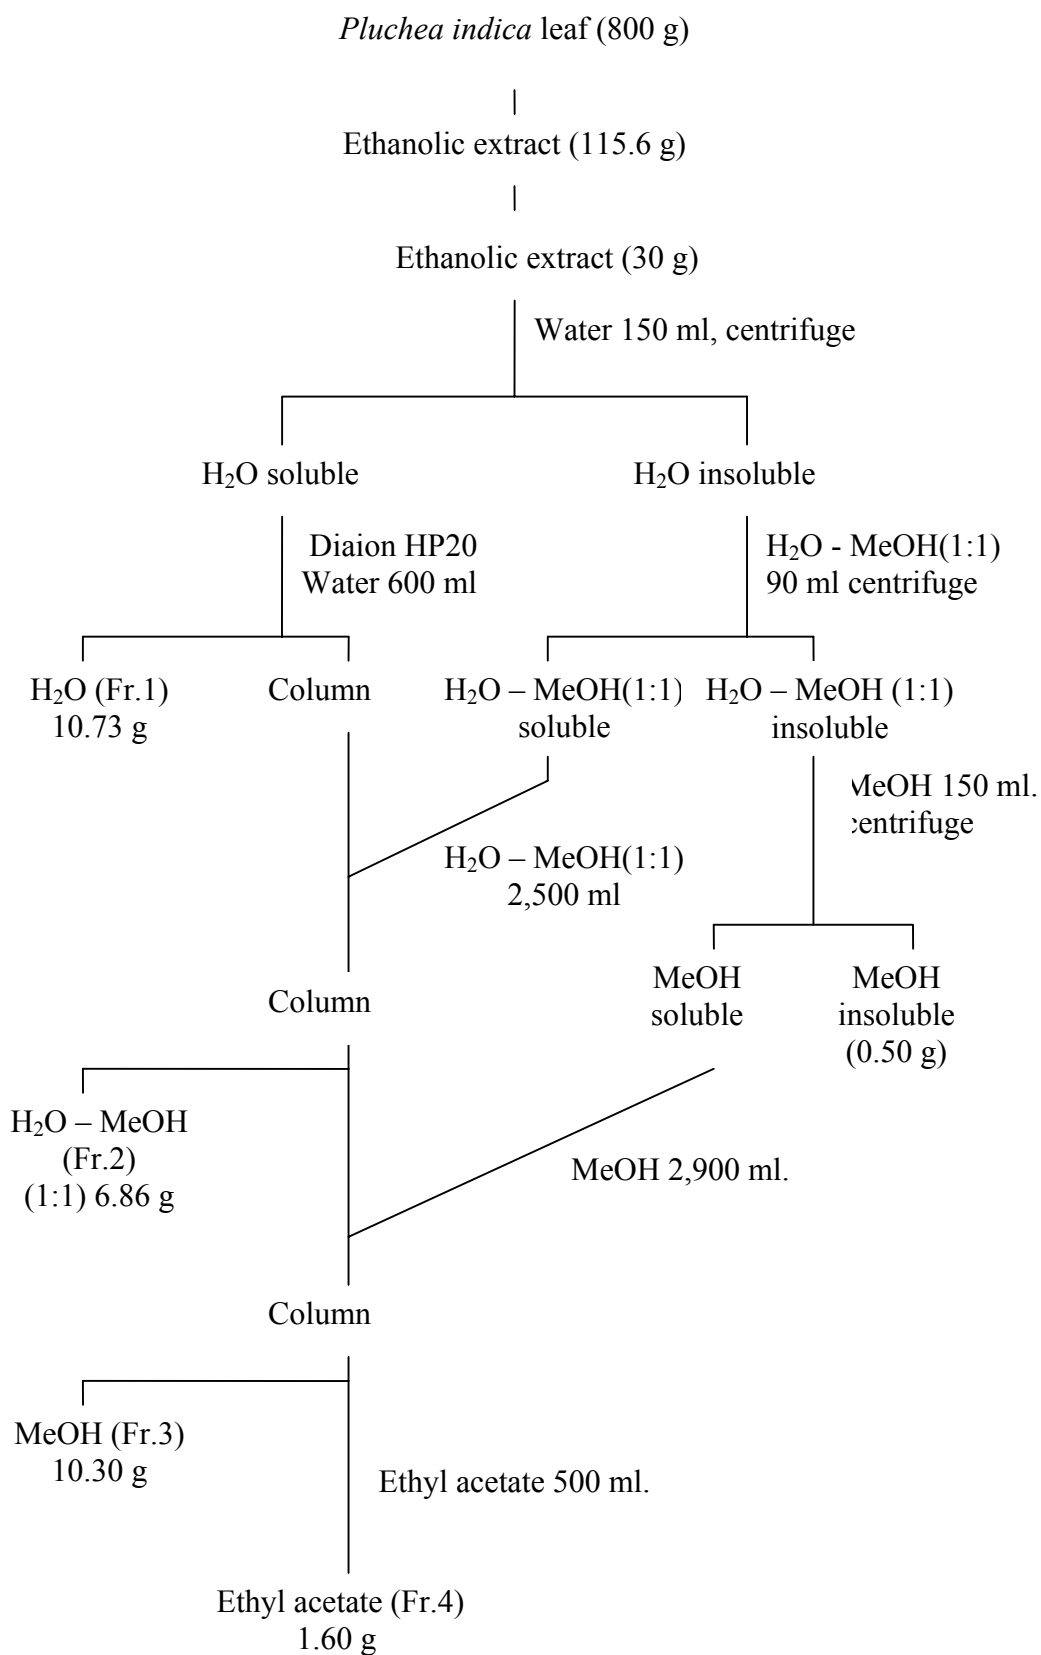 Pluchea indica leaf (800 g)
Ethanolic extract (115.6 g)
Ethanolic extract (30 g)
Water 150 ml, centrifuge
H₂O soluble
H₂O insoluble
Diaion HP20
Water 600 ml
H₂O - MeOH(1:1)
90 ml centrifuge
H₂O (Fr.1)
10.73 g
Column
H₂O – MeOH(1:1)
soluble
H₂O – MeOH (1:1)
insoluble
MeOH 150 ml.
centrifuge
H₂O – MeOH(1:1)
2,500 ml
MeOH
soluble
MeOH
insoluble
(0.50 g)
Column
H₂O – MeOH
(Fr.2)
(1:1) 6.86 g
MeOH 2,900 ml.
Column
MeOH (Fr.3)
10.30 g
Ethyl acetate 500 ml.
Ethyl acetate (Fr.4)
1.60 g